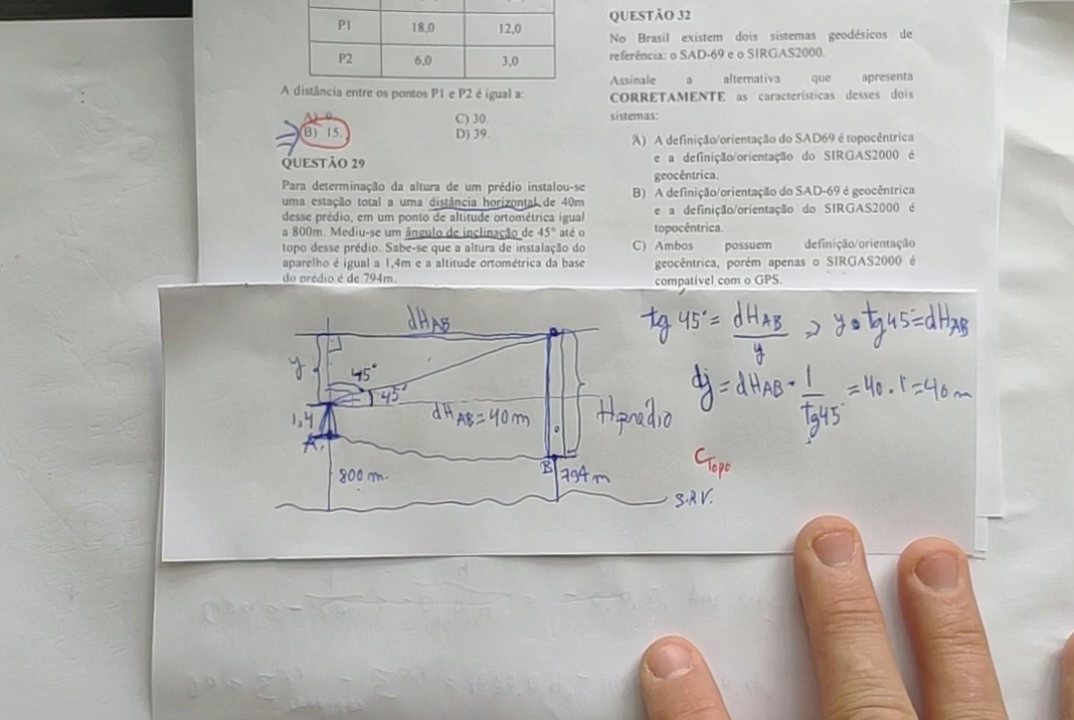 P1 18,0 12,0
P2 6,0 3,0
A distância entre os pontos P1 e P2 é igual a:
A) 9. C) 30.
B) 15. D) 39.
QUESTÃO 29
Para determinação da altura de um prédio instalou-se
uma estação total a uma distância horizontal de 40m
desse prédio, em um ponto de altitude ortométrica igual
a 800m. Mediu-se um ângulo de inclinação de 45° até o
topo desse prédio. Sabe-se que a altura de instalação do
aparelho é igual a 1,4m e a altitude ortométrica da base
do prédio é de 794m.
QUESTÃO 32
No Brasil existem dois sistemas geodésicos de
referência: o SAD-69 e o SIRGAS2000.
Assinale a alternativa que apresenta
CORRETAMENTE as características desses dois
sistemas:
A) A definição/orientação do SAD69 é topocêntrica
e a definição/orientação do SIRGAS2000 é
geocêntrica.
B) A definição/orientação do SAD-69 é geocêntrica
e a definição/orientação do SIRGAS2000 é
topocêntrica.
C) Ambos possuem definição/orientação
geocêntrica, porém apenas o SIRGAS2000 é
compatível com o GPS.
dHAB
y
45°
45°
1,4
dHAB = 40m
Hprédio
A
B
800 m.
794 m
S.R.V.
tg 45° = dHAB / y => y • tg 45° = dHAB
dy = dHAB · 1 / tg45° = 40 . 1 = 40 m
CTopo